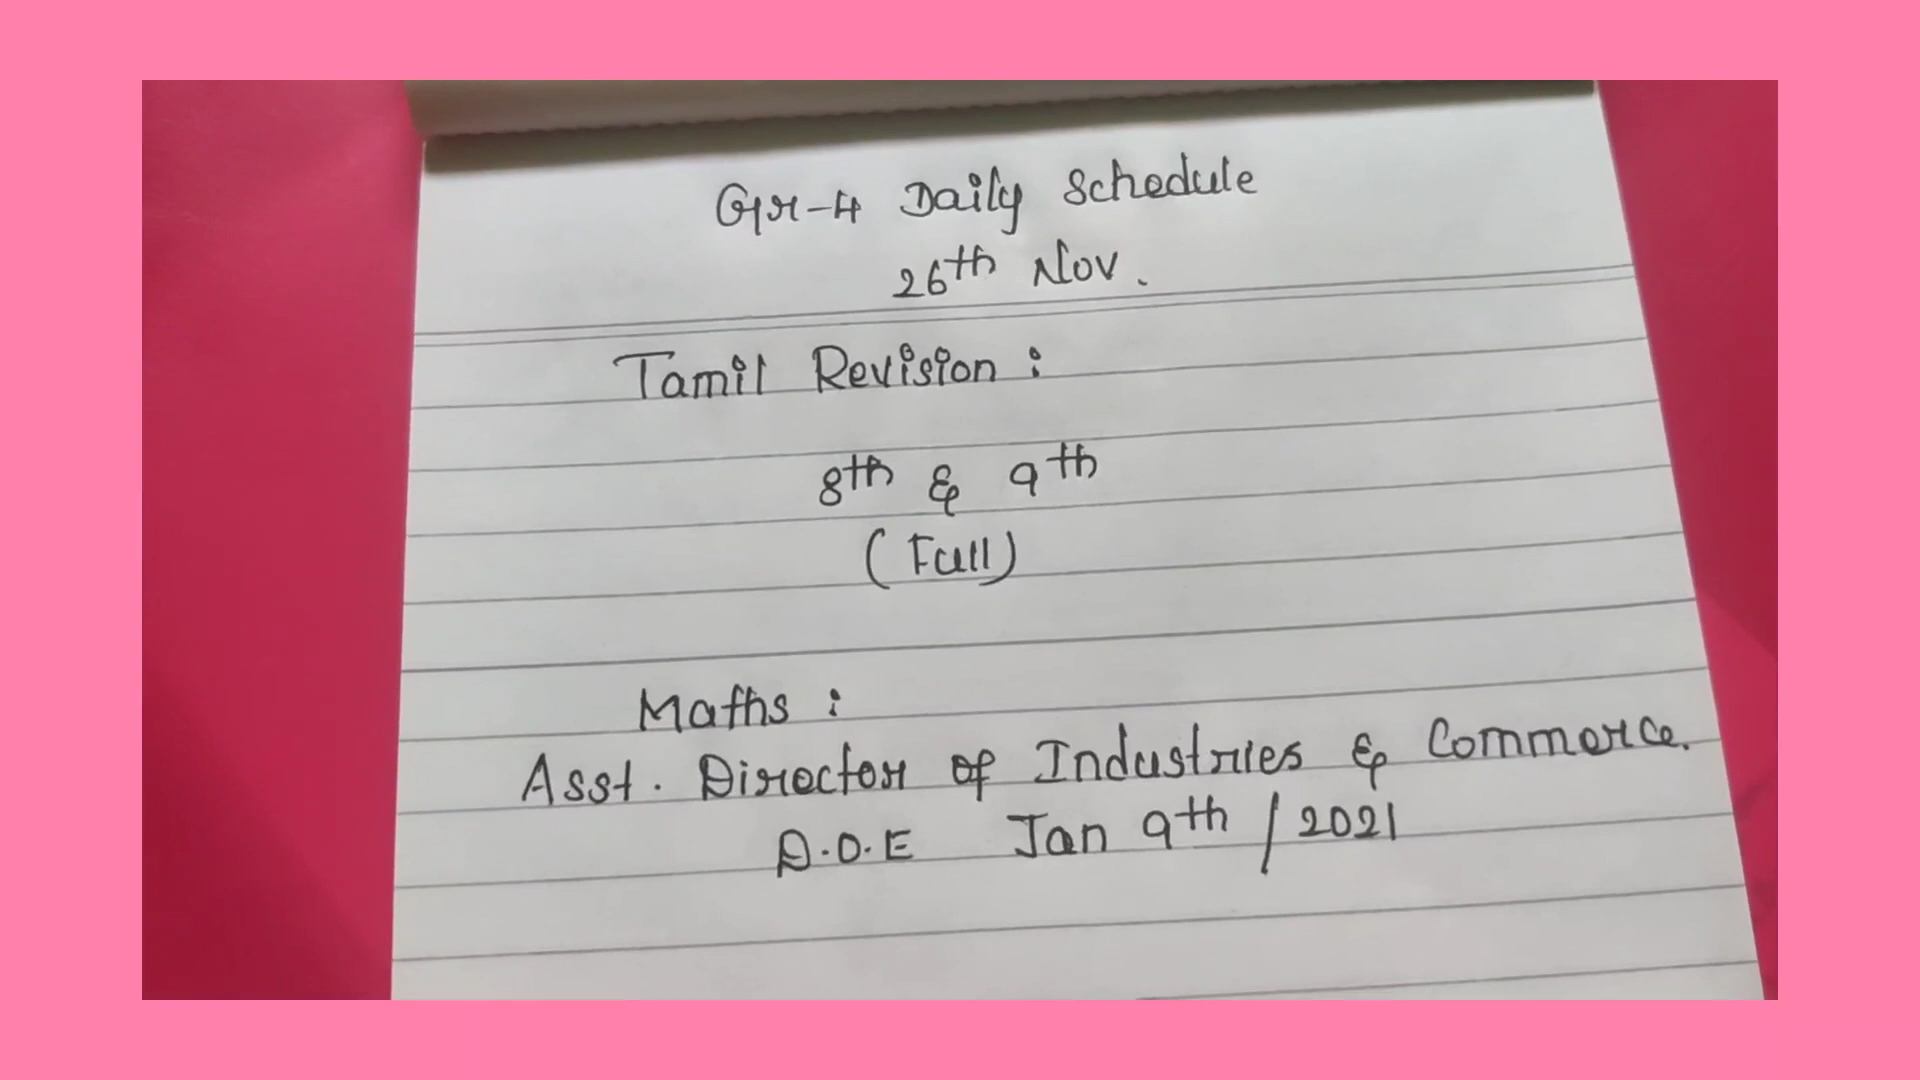 Gr-4 Daily Schedule
26th Nov.
Tamil Revision :
8th & 9th
(Full)
Maths :
Asst. Director of Industries & Commerce.
D.O.E Jan 9th / 2021